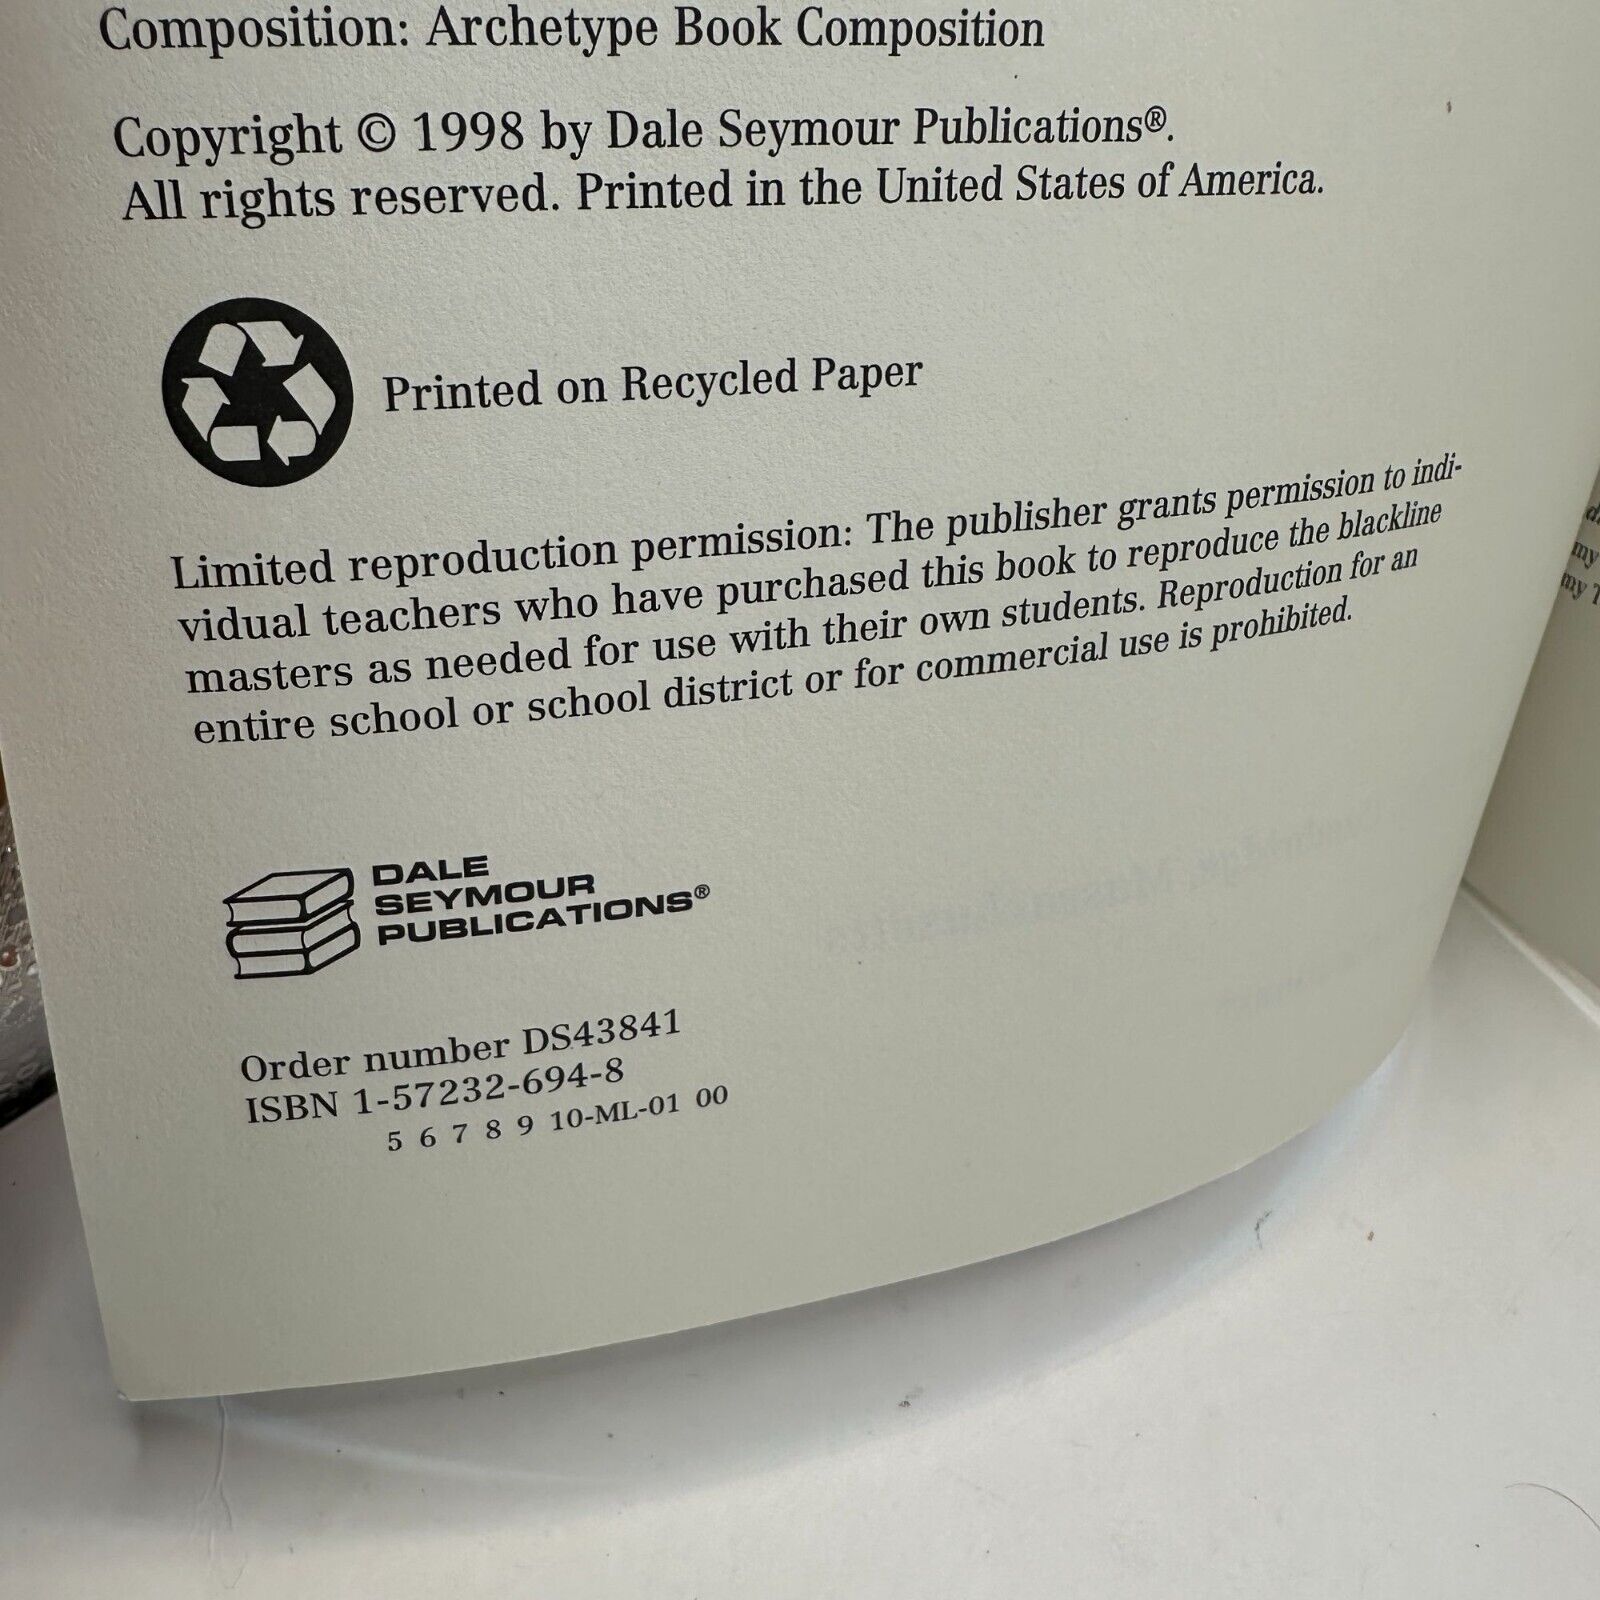 Composition: Archetype Book Composition
Copyright © 1998 by Dale Seymour Publications®.
All rights reserved. Printed in the United States of America.
Printed on Recycled Paper
Limited reproduction permission: The publisher grants permission to indi-
vidual teachers who have purchased this book to reproduce the blackline
masters as needed for use with their own students. Reproduction for an
entire school or school district or for commercial use is prohibited.
DALE
SEYMOUR
PUBLICATIONS®
Order number DS43841
ISBN 1-57232-694-8
5 6 7 8 9 10-ML-01 00
my
my